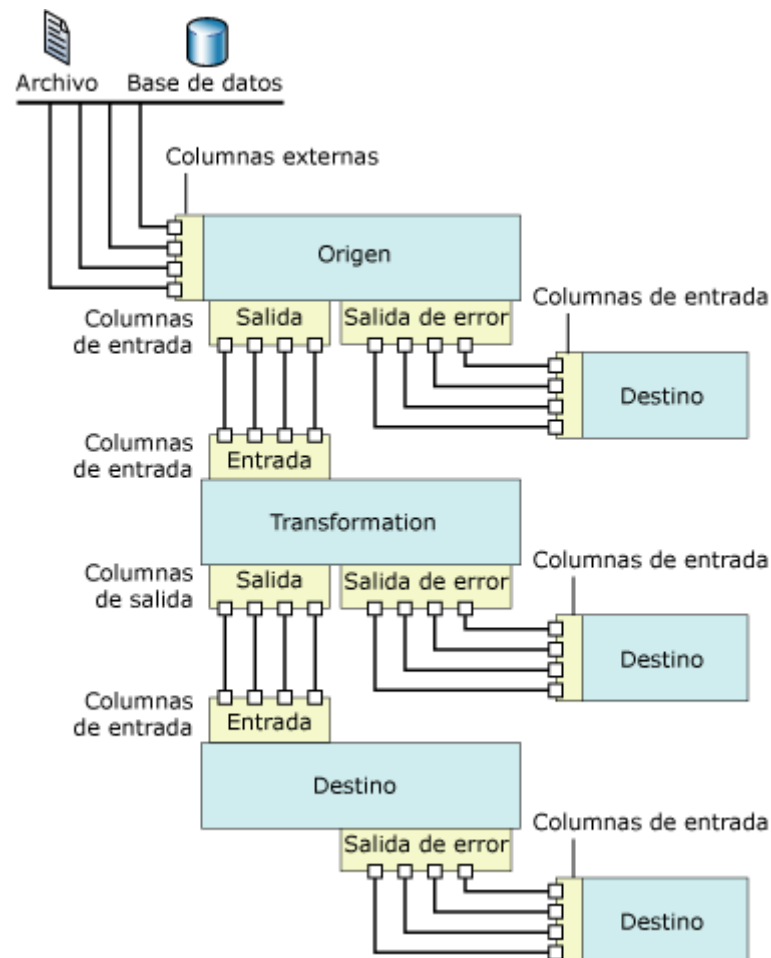 Archivo
Base de datos
Columnas externas
Origen
Columnas
de entrada
Salida
Salida de error
Columnas de entrada
Destino
Columnas
de entrada
Entrada
Transformation
Columnas
de salida
Salida
Salida de error
Columnas de entrada
Destino
Columnas
de entrada
Entrada
Destino
Salida de error
Columnas de entrada
Destino